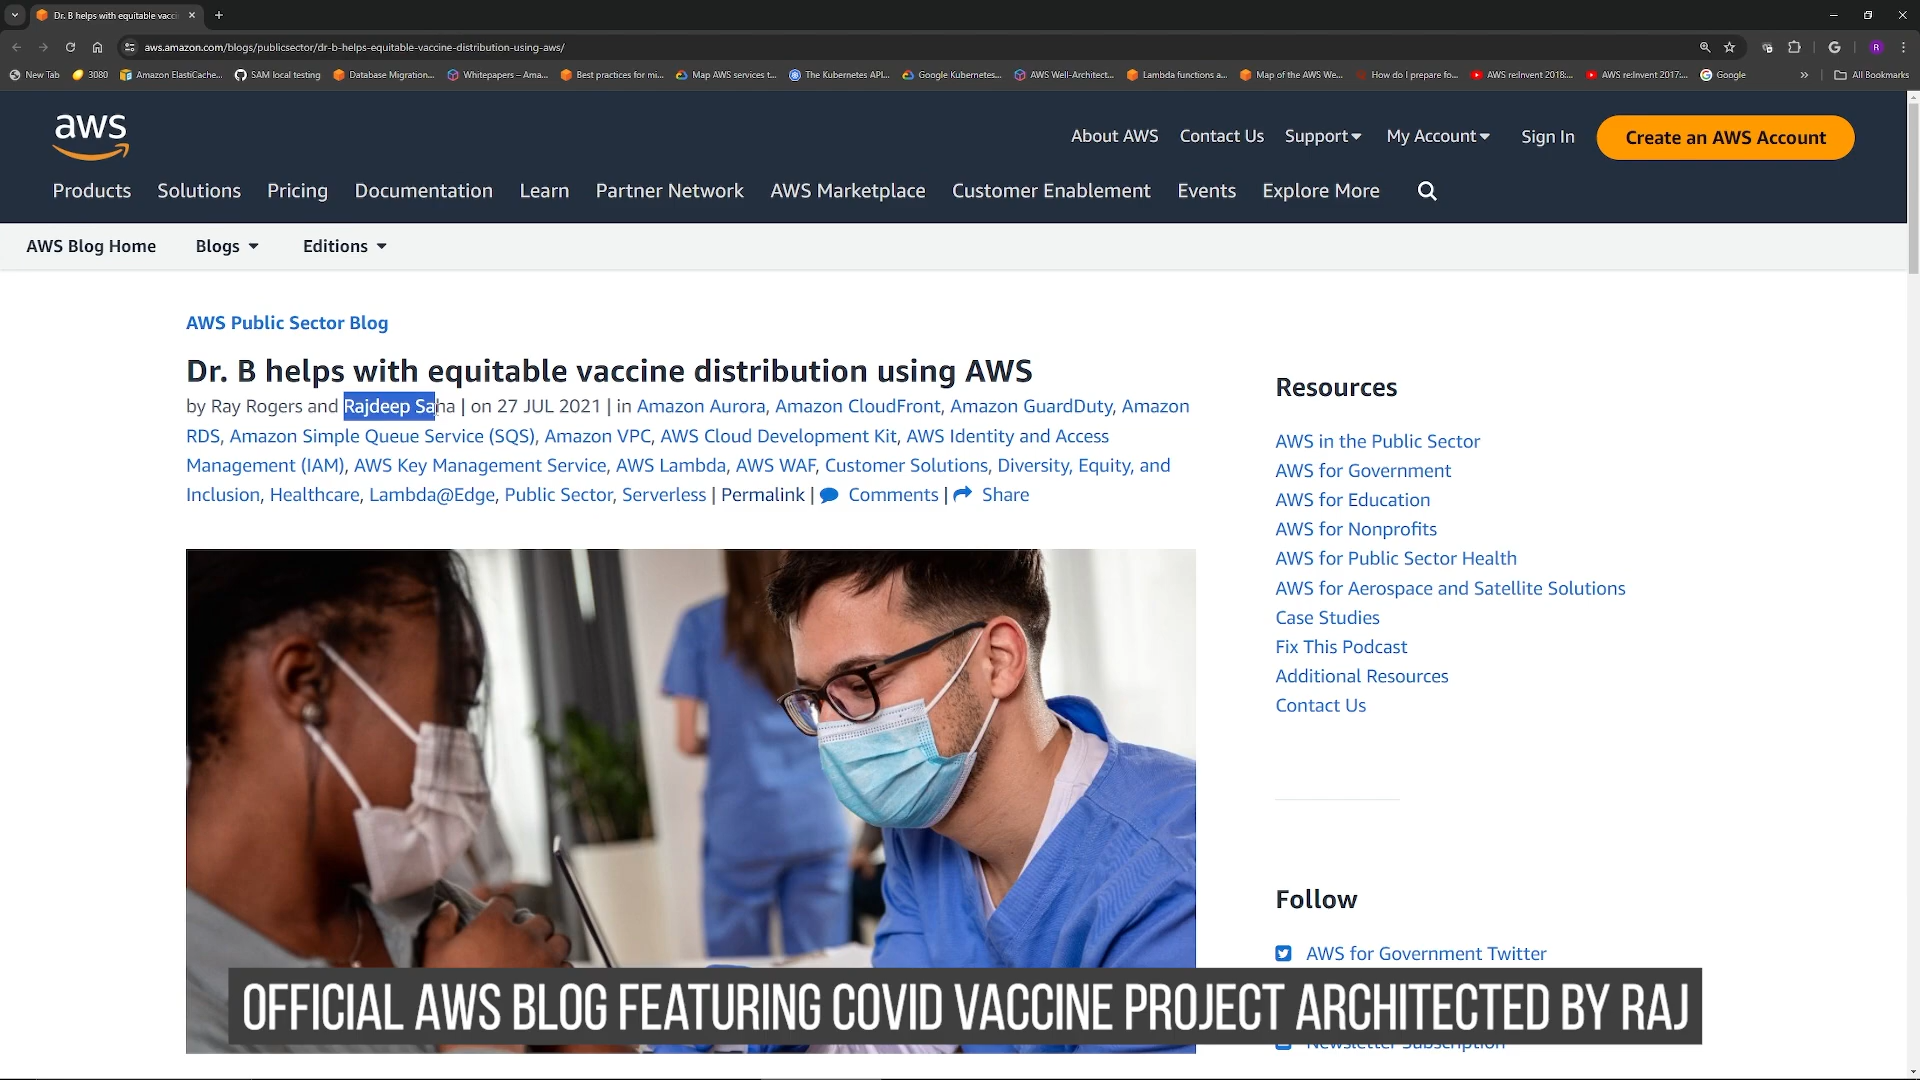 Dr. B helps with equitable vacci
aws.amazon.com/blogs/publicsector/dr-b-helps-equitable-vaccine-distribution-using-aws/
R
New Tab 3080 Amazon ElastiCache... SAM local testing Database Migration... Whitepapers – Ama... Best practices for mi... Map AWS services t... The Kubernetes API... Google Kubernetes... AWS Well-Architect... Lambda functions a... Map of the AWS We... How do I prepare fo... AWS re:Invent 2018:... AWS re:Invent 2017:... Google » All Bookmarks
aws
About AWS Contact Us Support My Account Sign In Create an AWS Account
Products Solutions Pricing Documentation Learn Partner Network AWS Marketplace Customer Enablement Events Explore More
AWS Blog Home Blogs Editions
AWS Public Sector Blog
Dr. B helps with equitable vaccine distribution using AWS
by Ray Rogers and Rajdeep Saha | on 27 JUL 2021 | in Amazon Aurora, Amazon CloudFront, Amazon GuardDuty, Amazon
RDS, Amazon Simple Queue Service (SQS), Amazon VPC, AWS Cloud Development Kit, AWS Identity and Access
Management (IAM), AWS Key Management Service, AWS Lambda, AWS WAF, Customer Solutions, Diversity, Equity, and
Inclusion, Healthcare, Lambda@Edge, Public Sector, Serverless | Permalink | Comments | Share
Resources
AWS in the Public Sector
AWS for Government
AWS for Education
AWS for Nonprofits
AWS for Public Sector Health
AWS for Aerospace and Satellite Solutions
Case Studies
Fix This Podcast
Additional Resources
Contact Us
Follow
AWS for Government Twitter
OFFICIAL AWS BLOG FEATURING COVID VACCINE PROJECT ARCHITECTED BY RAJ
Newsletter Subscription